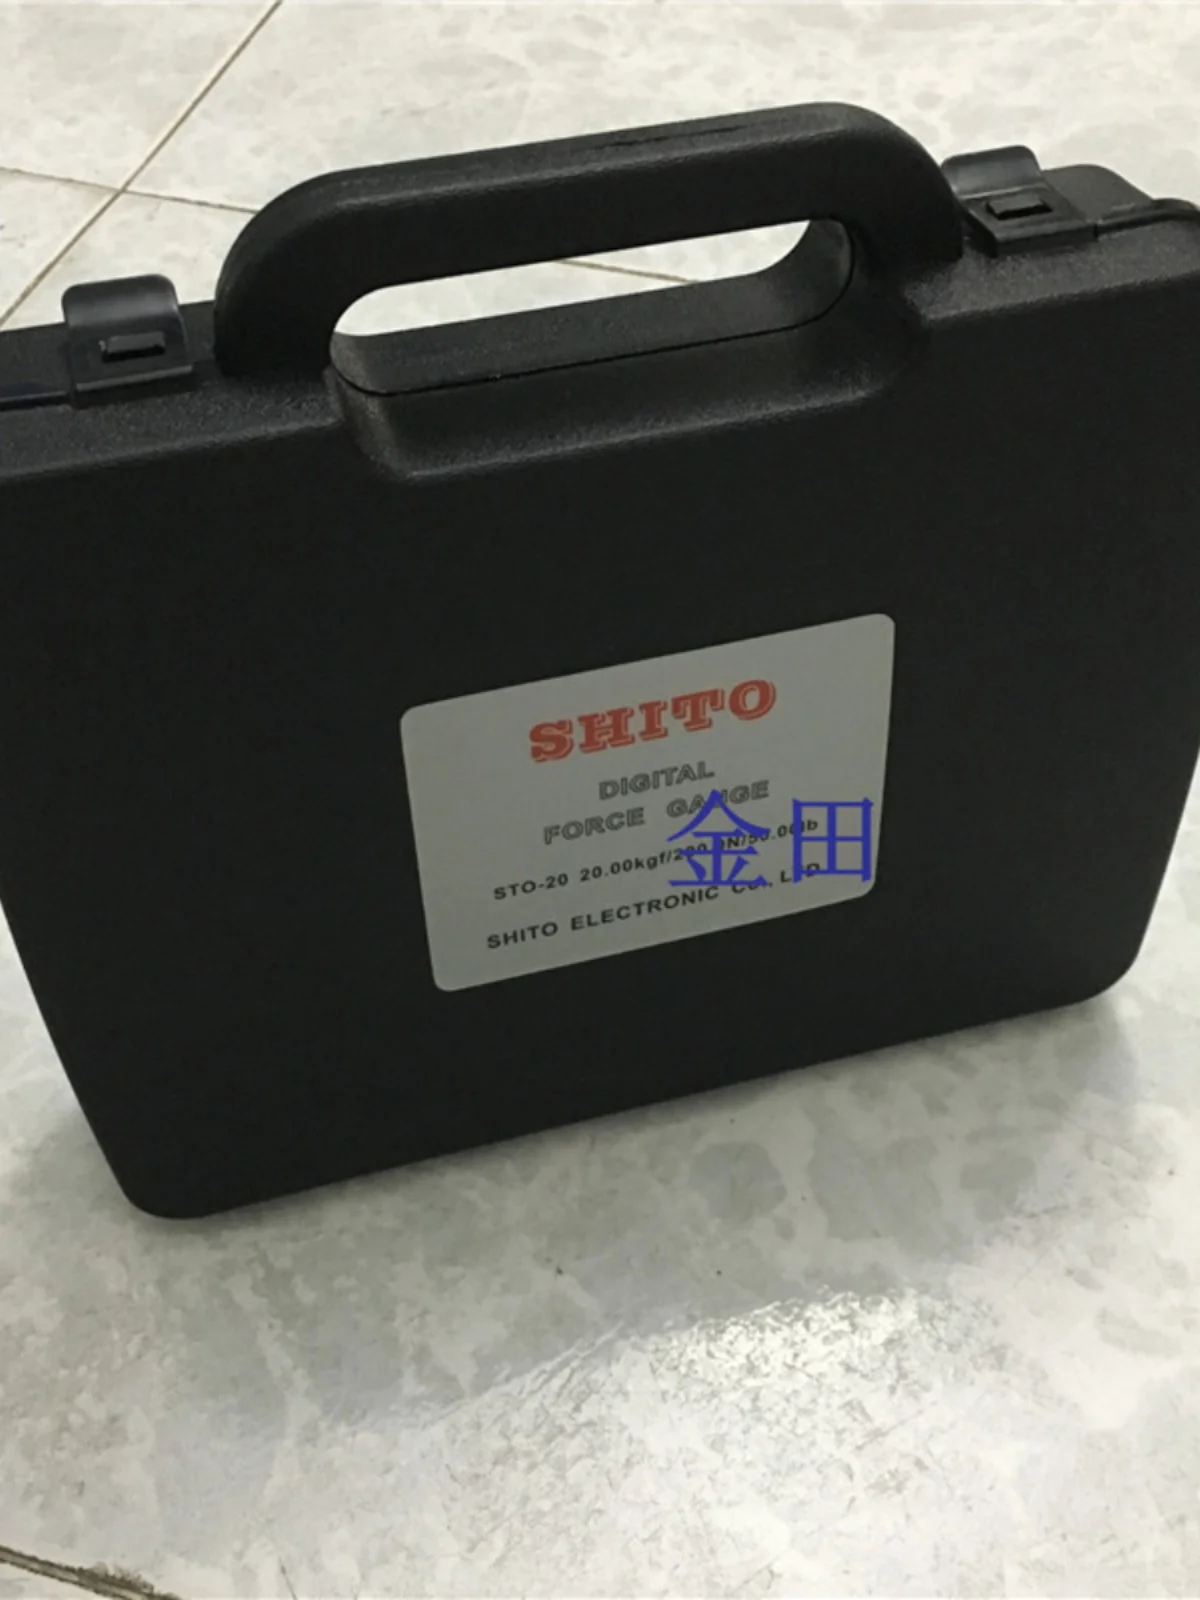 SHITO
DIGITAL
FORCE GAUGE
STO-20 20.00kgf/200.0N/50.00lb
SHITO ELECTRONIC CO., LTD
金田